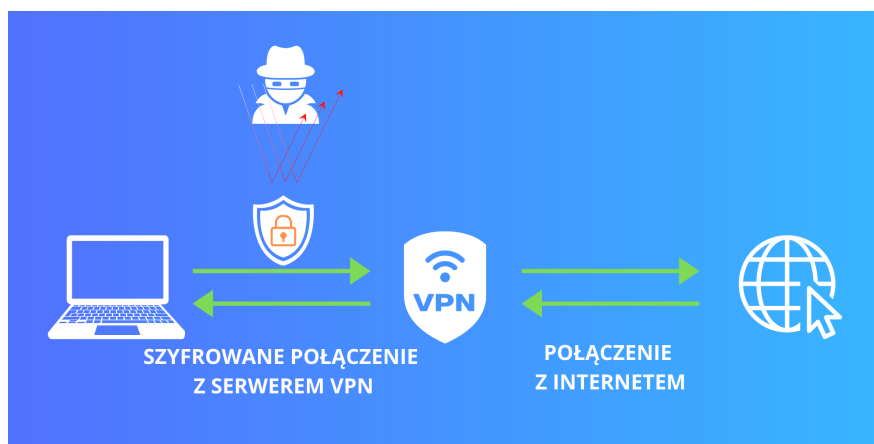 VPN
SZYFROWANE POŁĄCZENIE
Z SERWEREM VPN
POŁĄCZENIE
Z INTERNETEM